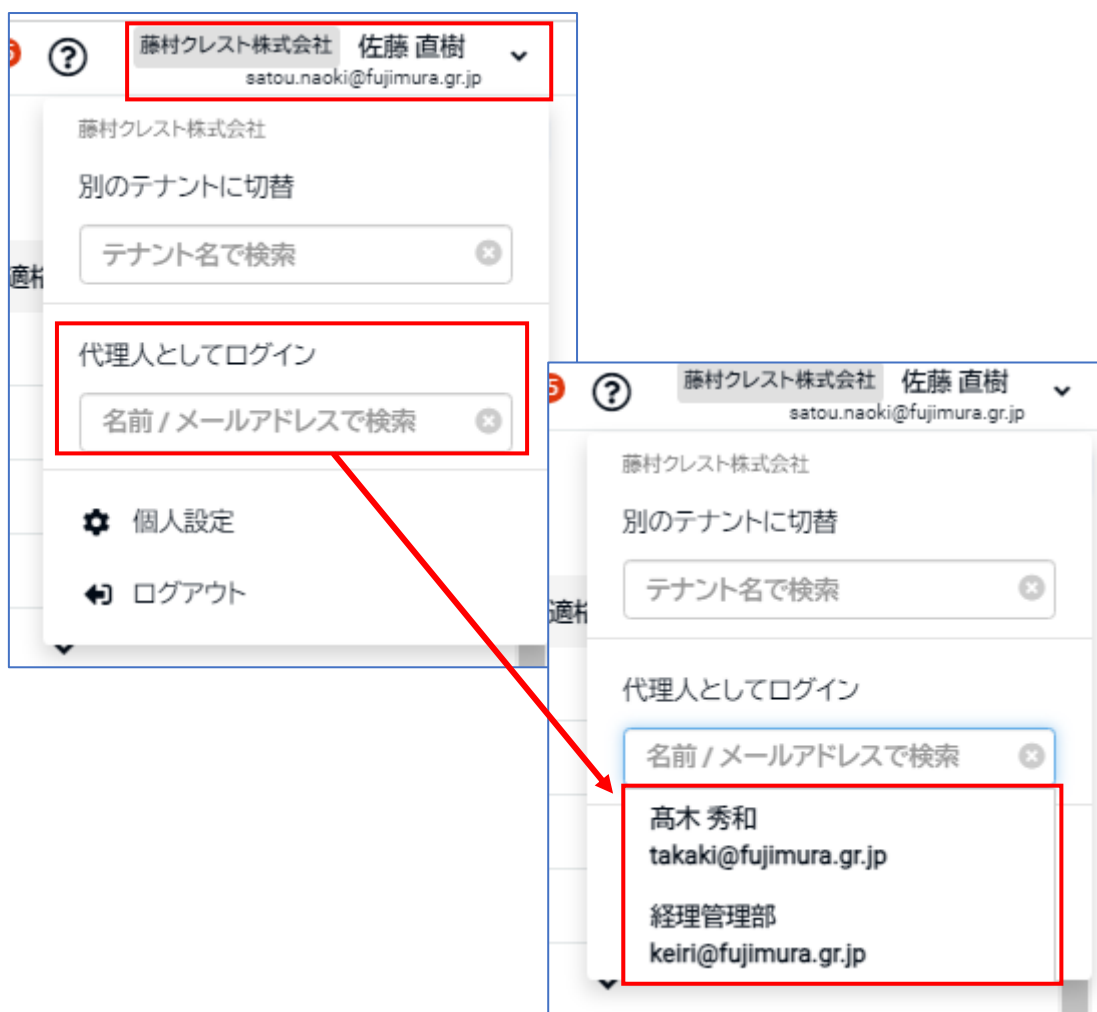 5
藤村クレスト株式会社 佐藤 直樹
satou.naoki@fujimura.gr.jp
藤村クレスト株式会社
別のテナントに切替
テナント名で検索
適格
代理人としてログイン
名前 / メールアドレスで検索
個人設定
ログアウト
5
藤村クレスト株式会社 佐藤 直樹
satou.naoki@fujimura.gr.jp
藤村クレスト株式会社
別のテナントに切替
テナント名で検索
適格
代理人としてログイン
名前 / メールアドレスで検索
髙木 秀和
takaki@fujimura.gr.jp
経理管理部
keiri@fujimura.gr.jp